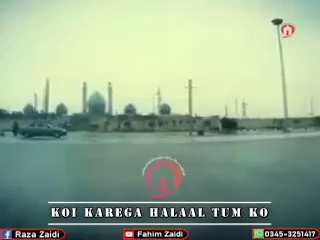 KOI KAREGA HALAAL TUM KO
Raza Zaidi
Fahim Zaidi
0345-3251417